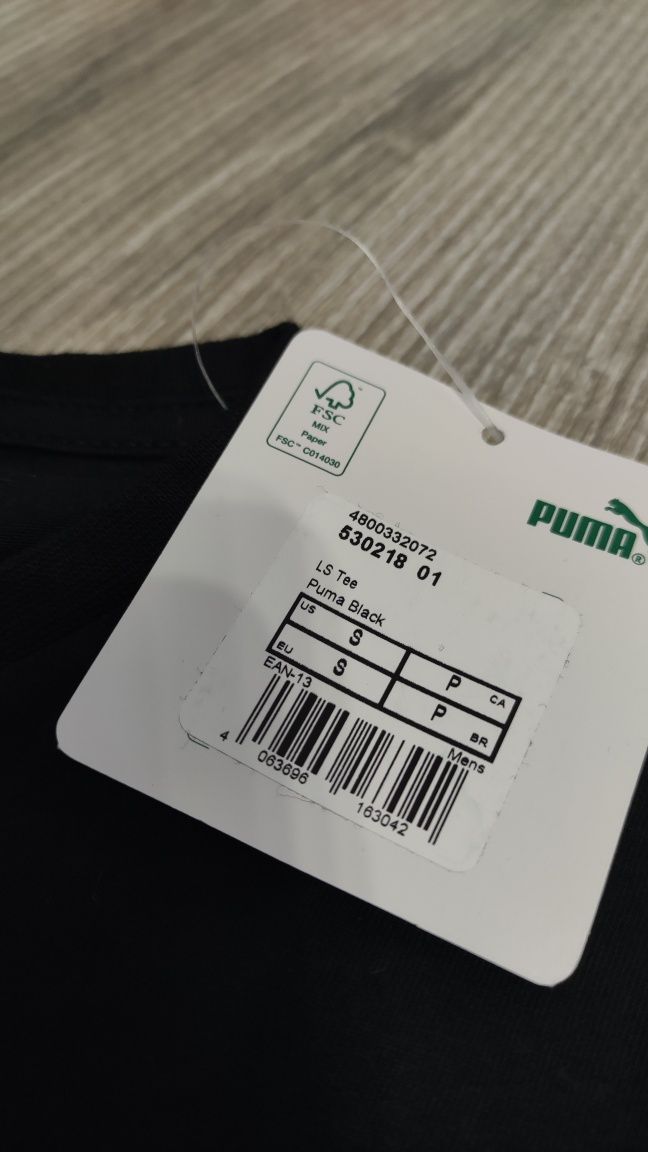 FSC™
MIX
Paper
FSC™ C014030
PUMA®
4800332072
530218 01
LS Tee
Puma Black
US S P CA
EU S P BR
EAN-13
Mens
4 063696 163042